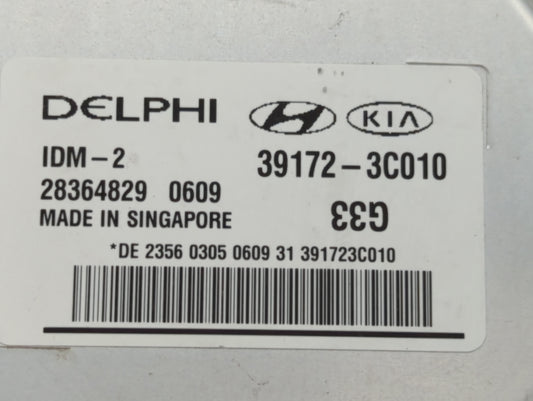 DELPHI KIA
IDM-2 39172-3C010
28364829 0609
G33
MADE IN SINGAPORE
*DE 2356 0305 0609 31 391723C010